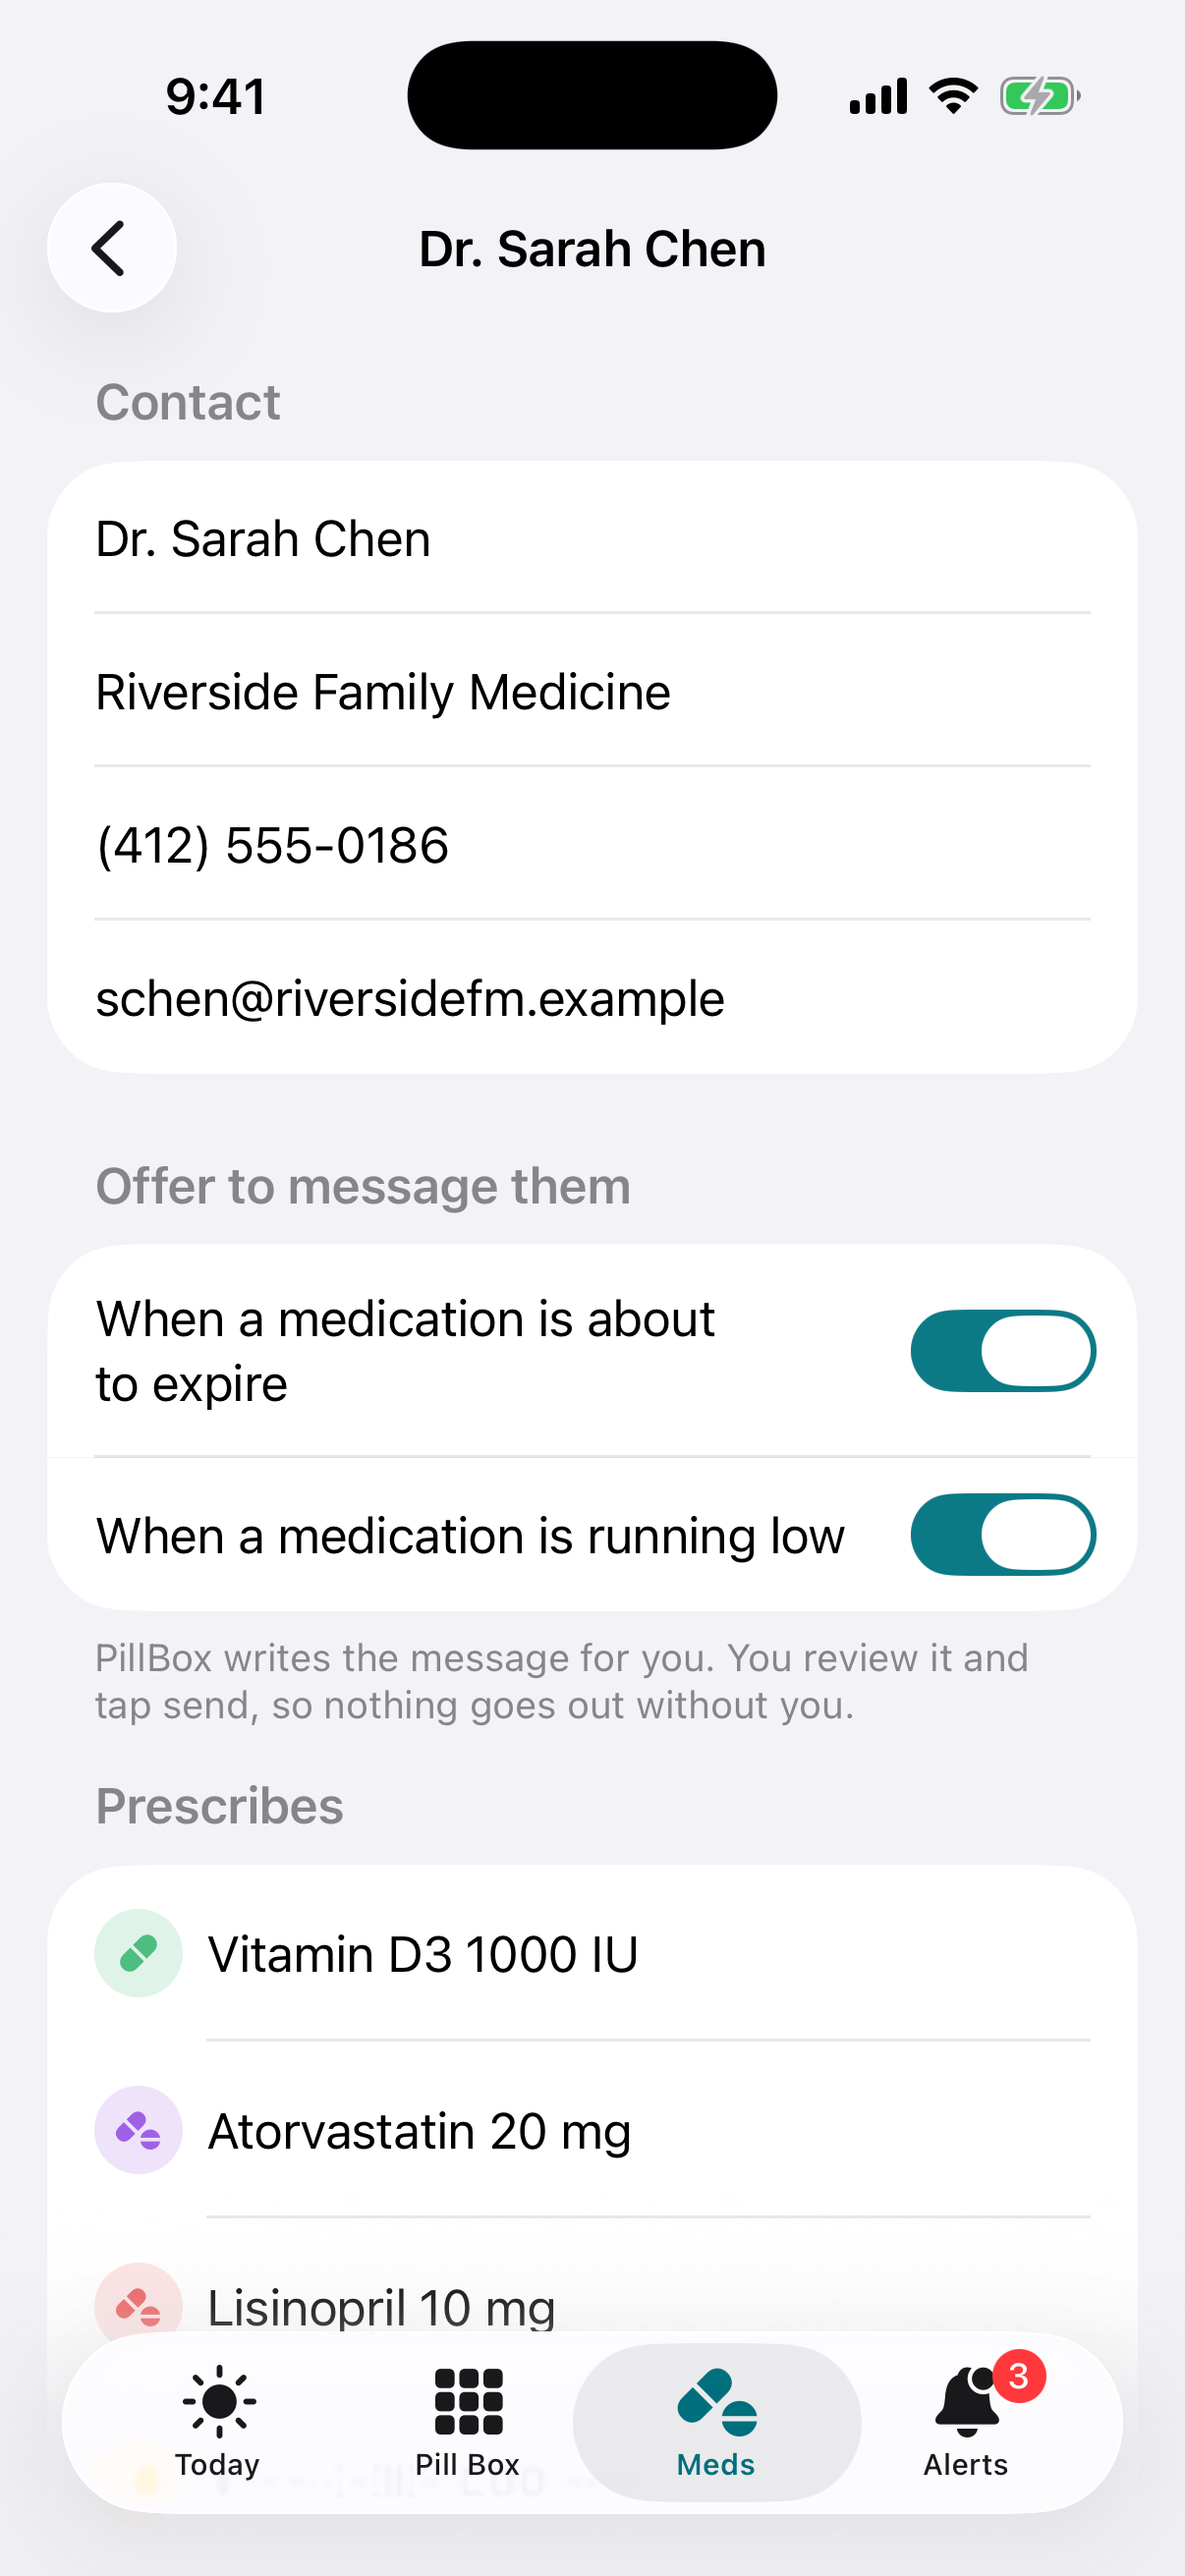 9:41
Dr. Sarah Chen
Contact
Dr. Sarah Chen
Riverside Family Medicine
(412) 555-0186
schen@riversidefm.example
Offer to message them
When a medication is about
to expire
When a medication is running low
PillBox writes the message for you. You review it and
tap send, so nothing goes out without you.
Prescribes
Vitamin D3 1000 IU
Atorvastatin 20 mg
Lisinopril 10 mg
3
Today
Pill Box
Meds
Alerts